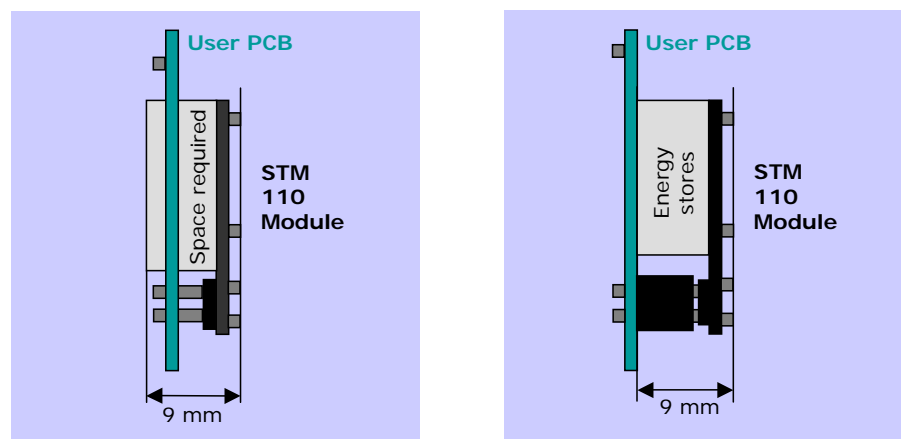 User PCB
Space required
STM
110
Module
9 mm
User PCB
Energy
stores
STM
110
Module
9 mm